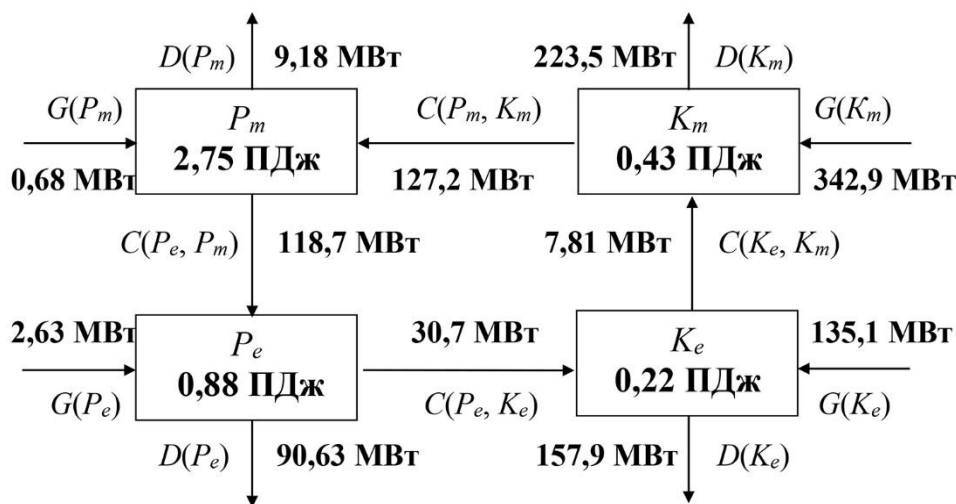 D(Pₘ) 9,18 МВт 223,5 МВт D(Kₘ)
G(Pₘ) Pₘ C(Pₘ, Kₘ) Kₘ G(Kₘ)
2,75 ПДж 0,43 ПДж
0,68 МВт 127,2 МВт 342,9 МВт
C(Pₑ, Pₘ) 118,7 МВт 7,81 МВт C(Kₑ, Kₘ)
2,63 МВт Pₑ 30,7 МВт Kₑ 135,1 МВт
0,88 ПДж 0,22 ПДж
G(Pₑ) C(Pₑ, Kₑ) G(Kₑ)
D(Pₑ) 90,63 МВт 157,9 МВт D(Kₑ)